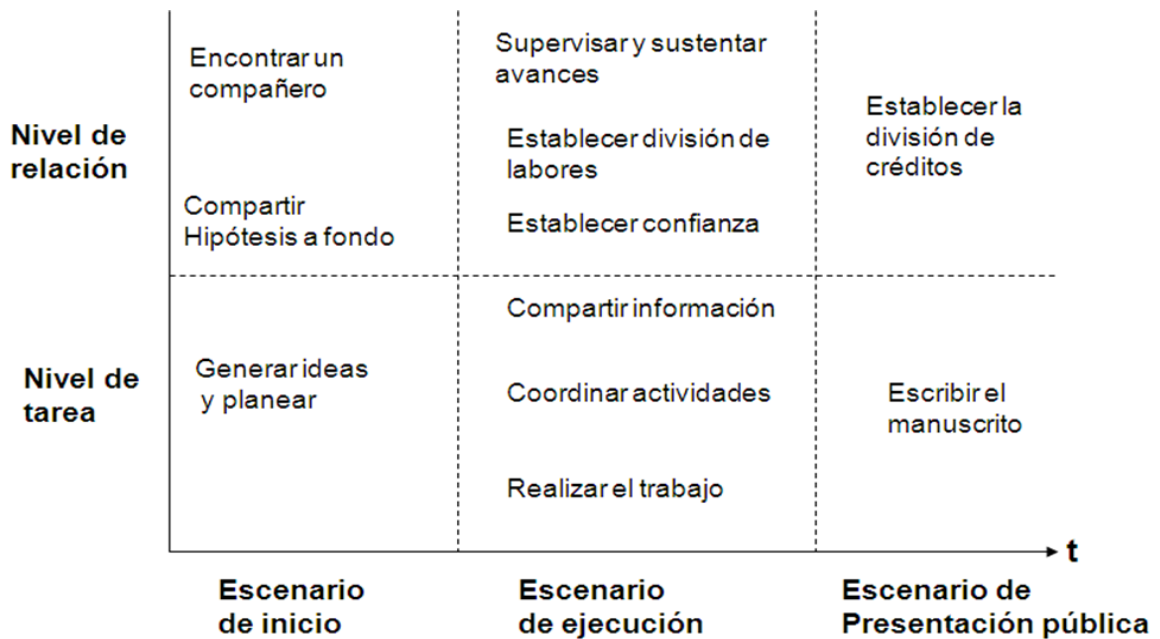 Nivel de
relación
Encontrar un
compañero
Compartir
Hipótesis a fondo
Supervisar y sustentar
avances
Establecer división de
labores
Establecer confianza
Establecer la
división de
créditos
Nivel de
tarea
Generar ideas
y planear
Compartir información
Coordinar actividades
Realizar el trabajo
Escribir el
manuscrito
t
Escenario
de inicio
Escenario
de ejecución
Escenario de
Presentación pública